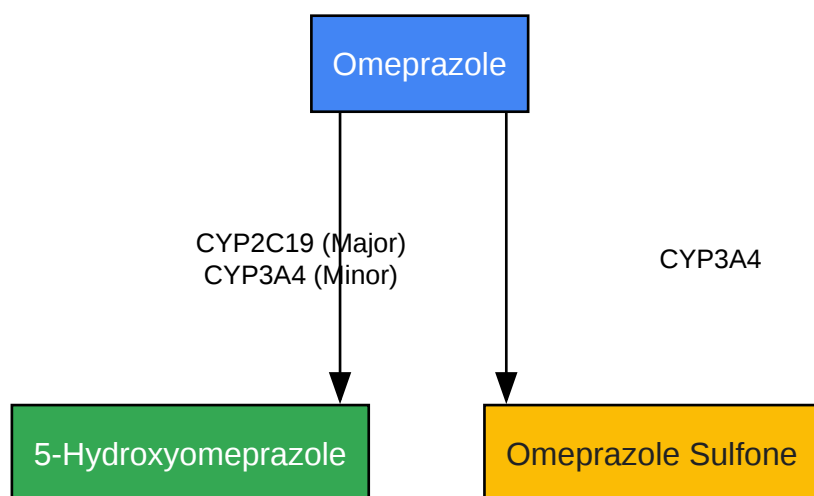 Omeprazole
CYP2C19 (Major)
CYP3A4 (Minor)
CYP3A4
5-Hydroxyomeprazole
Omeprazole Sulfone